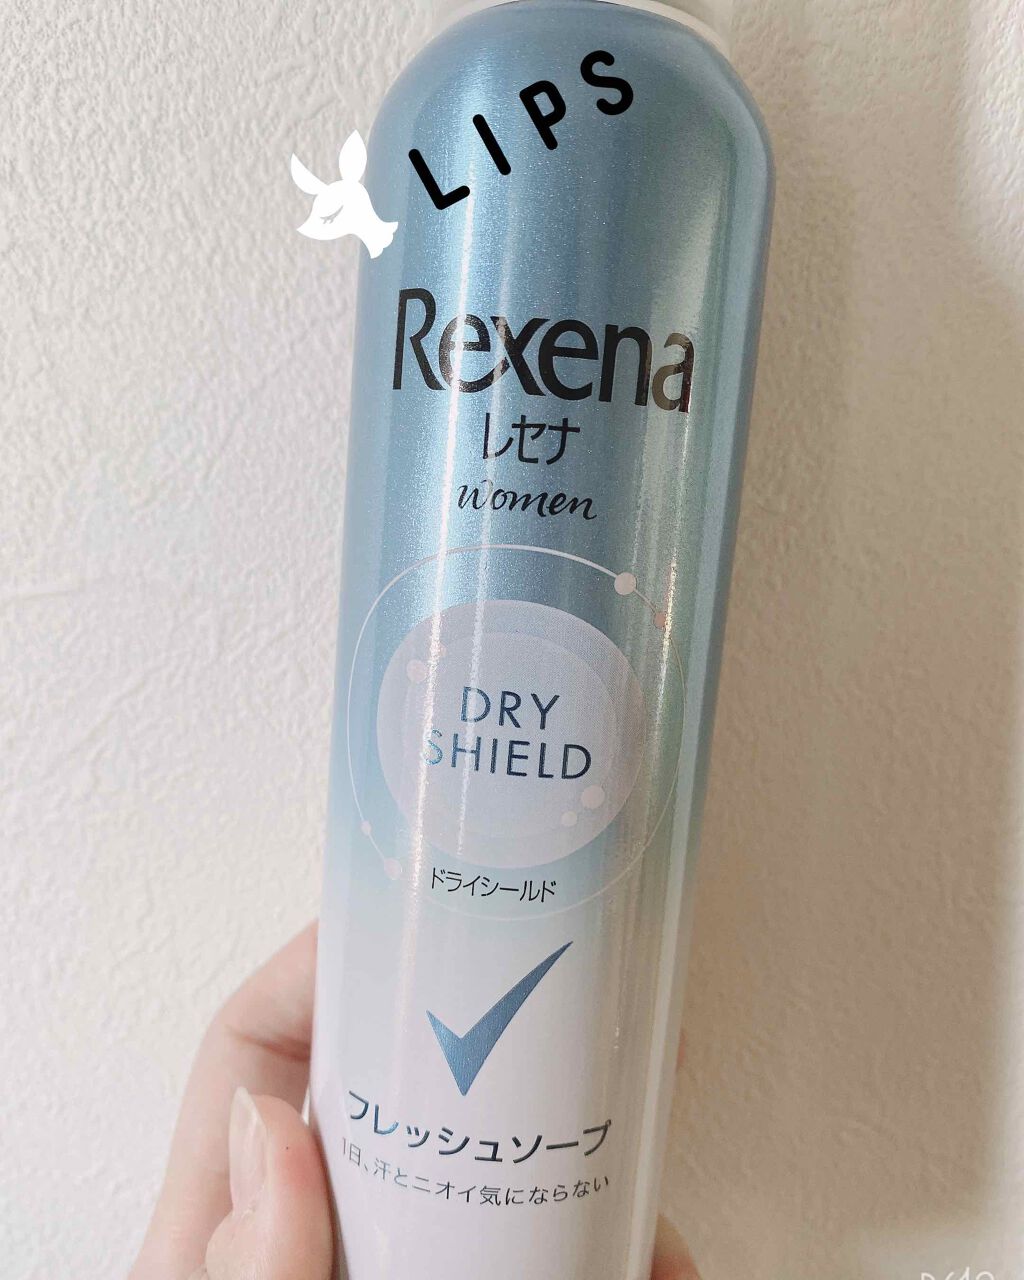 LIPS
Rexena
レセナ
women
DRY
SHIELD
ドライシールド
フレッシュソープ
1日、汗とニオイ気にならない